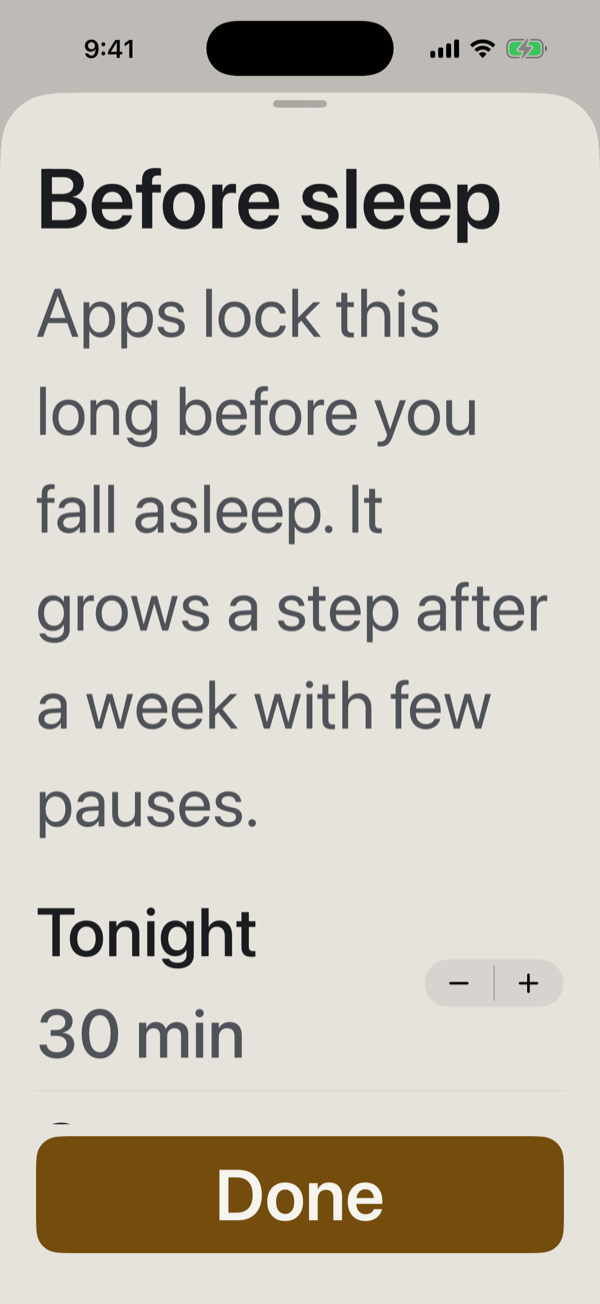 9:41
Before sleep
Apps lock this
long before you
fall asleep. It
grows a step after
a week with few
pauses.
Tonight
30 min
− +
Done